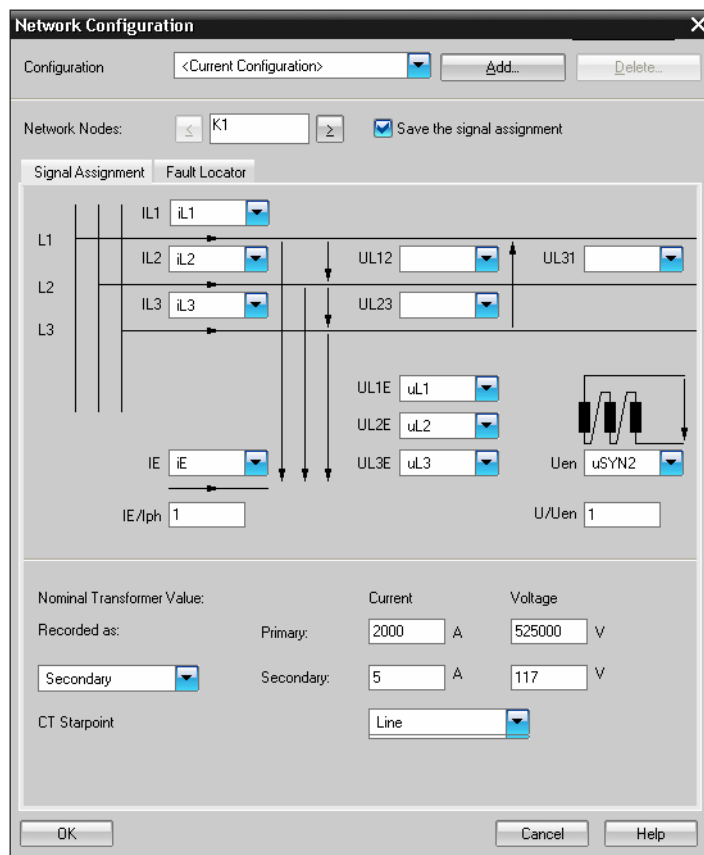 Network Configuration
Configuration <Current Configuration> Add... Delete...
Network Nodes: < K1 > Save the signal assignment
Signal Assignment Fault Locator
IL1 iL1
L1
IL2 iL2 UL12 UL31
L2
IL3 iL3 UL23
L3
UL1E uL1
UL2E uL2
IE iE UL3E uL3 Uen uSYN2
IE/Iph 1 U/Uen 1
Nominal Transformer Value: Current Voltage
Recorded as: Primary: 2000 A 525000 V
Secondary Secondary: 5 A 117 V
CT Starpoint Line
OK Cancel Help